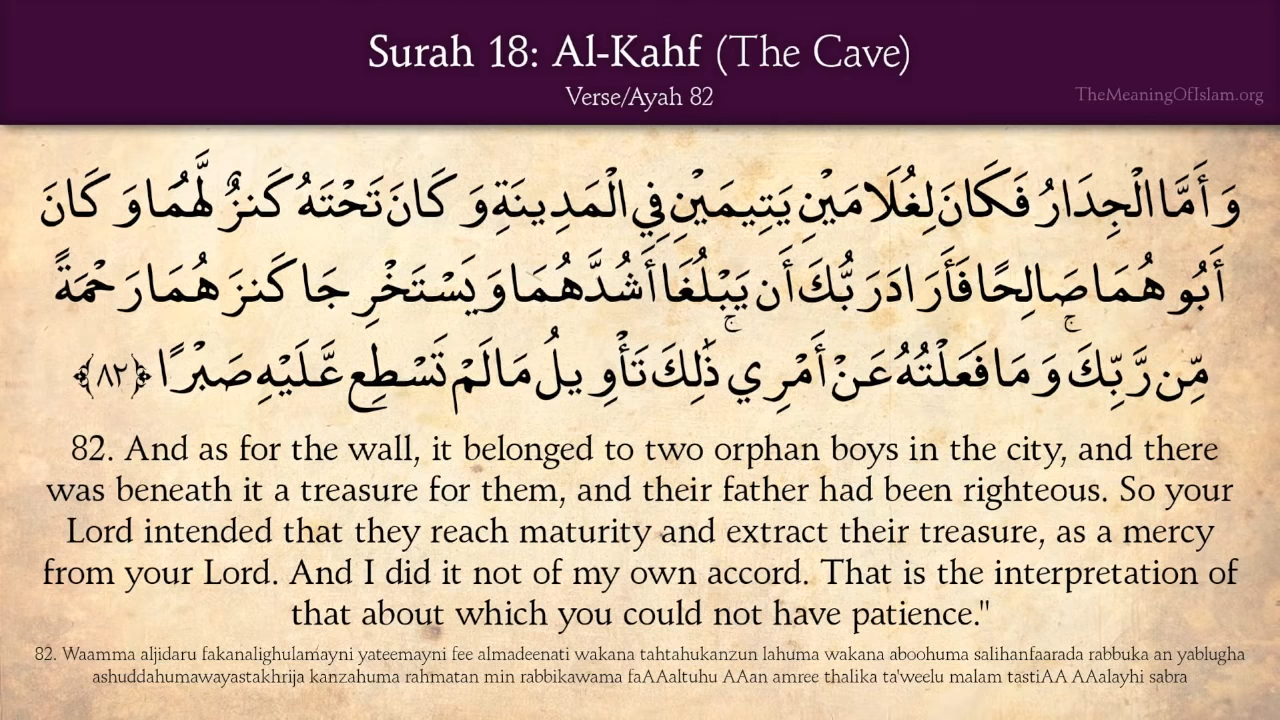 Surah 18: Al-Kahf (The Cave)
Verse/Ayah 82
TheMeaningOfIslam.org
وَأَمَّا الْجِدَارُ فَكَانَ لِغُلَامَيْنِ يَتِيمَيْنِ فِي الْمَدِينَةِ وَكَانَ تَحْتَهُ كَنزٌ لَّهُمَا وَكَانَ
أَبُوهُمَا صَالِحًا فَأَرَادَ رَبُّكَ أَن يَبْلُغَا أَشُدَّهُمَا وَيَسْتَخْرِجَا كَنزَهُمَا رَحْمَةً
مِّن رَّبِّكَ ۚ وَمَا فَعَلْتُهُ عَنْ أَمْرِي ۚ ذَٰلِكَ تَأْوِيلُ مَا لَمْ تَسْطِع عَّلَيْهِ صَبْرًا ﴿٨٢﴾
82. And as for the wall, it belonged to two orphan boys in the city, and there
was beneath it a treasure for them, and their father had been righteous. So your
Lord intended that they reach maturity and extract their treasure, as a mercy
from your Lord. And I did it not of my own accord. That is the interpretation of
that about which you could not have patience."
82. Waamma aljidaru fakanalighulamayni yateemayni fee almadeenati wakana tahtahukanzun lahuma wakana aboohuma salihanfaarada rabbuka an yablugha
ashuddahumawayastakhrija kanzahuma rahmatan min rabbikawama faAAaltuhu AAan amree thalika ta'weelu malam tastiAA AAalayhi sabra